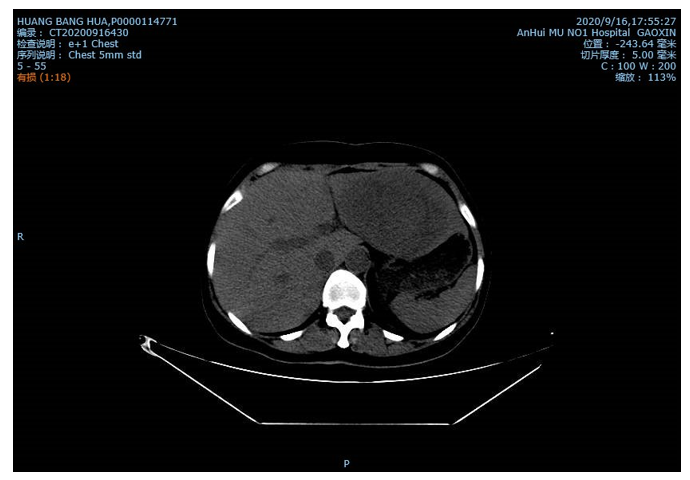 HUANG BANG HUA,P0000114771
编录： CT20200916430
检查说明： e+1 Chest
序列说明： Chest 5mm std
5 - 55
有损 (1:18)
2020/9/16,17:55:27
AnHui MU NO1 Hospital  GAOXIN
位置： -243.64 毫米
切片厚度： 5.00 毫米
C：100 W：200
缩放： 113%
R
P